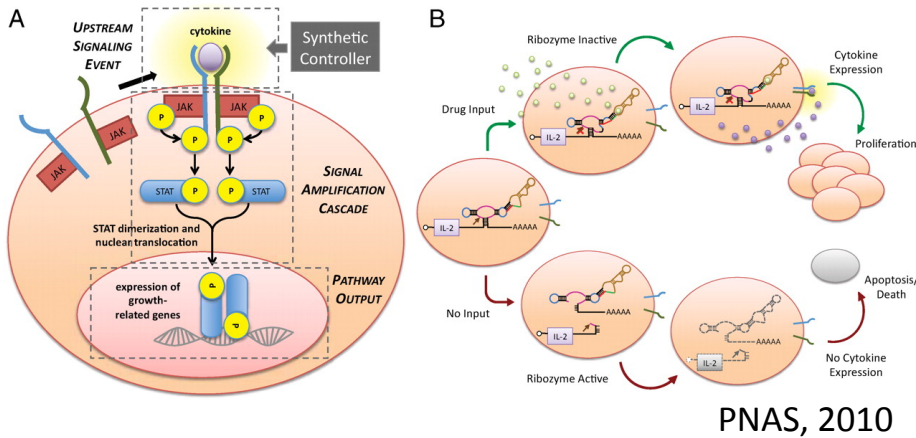 A
UPSTREAM
SIGNALING
EVENT
cytokine
Synthetic
Controller
JAK
JAK
P
P
P
P
JAK
JAK
STAT
P
P
STAT
SIGNAL
AMPLIFICATION
CASCADE
STAT dimerization and
nuclear translocation
PATHWAY
OUTPUT
expression of
growth-
related genes
P
P
B
Ribozyme Inactive
Cytokine
Expression
Drug Input
IL-2
AAAAA
IL-2
AAAAA
Proliferation
IL-2
AAAAA
No Input
AAAAA
IL-2
AAAAA
IL-2
Apoptosis/
Death
Ribozyme Active
No Cytokine
Expression
PNAS, 2010